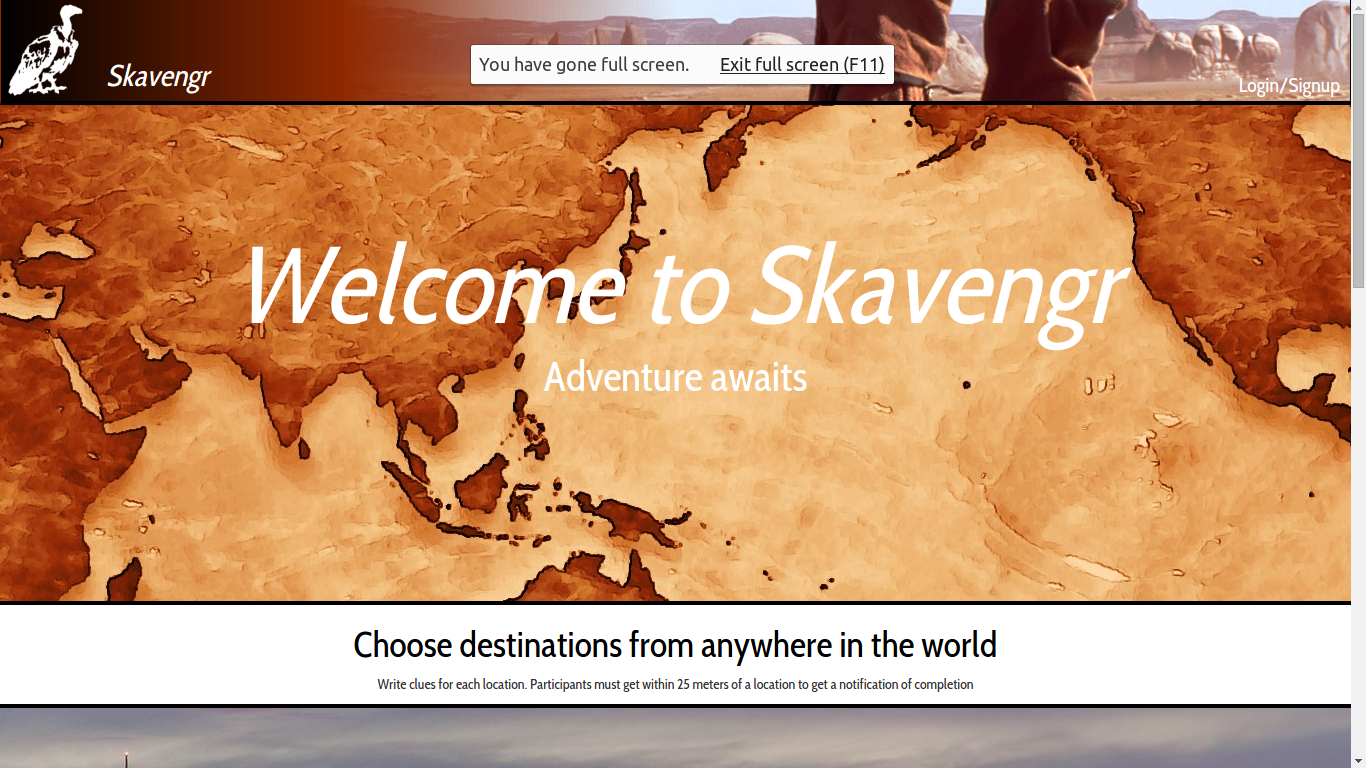 Skavengr
You have gone full screen. Exit full screen (F11)
Login/Signup
Welcome to Skavengr
Adventure awaits
Choose destinations from anywhere in the world
Write clues for each location. Participants must get within 25 meters of a location to get a notification of completion